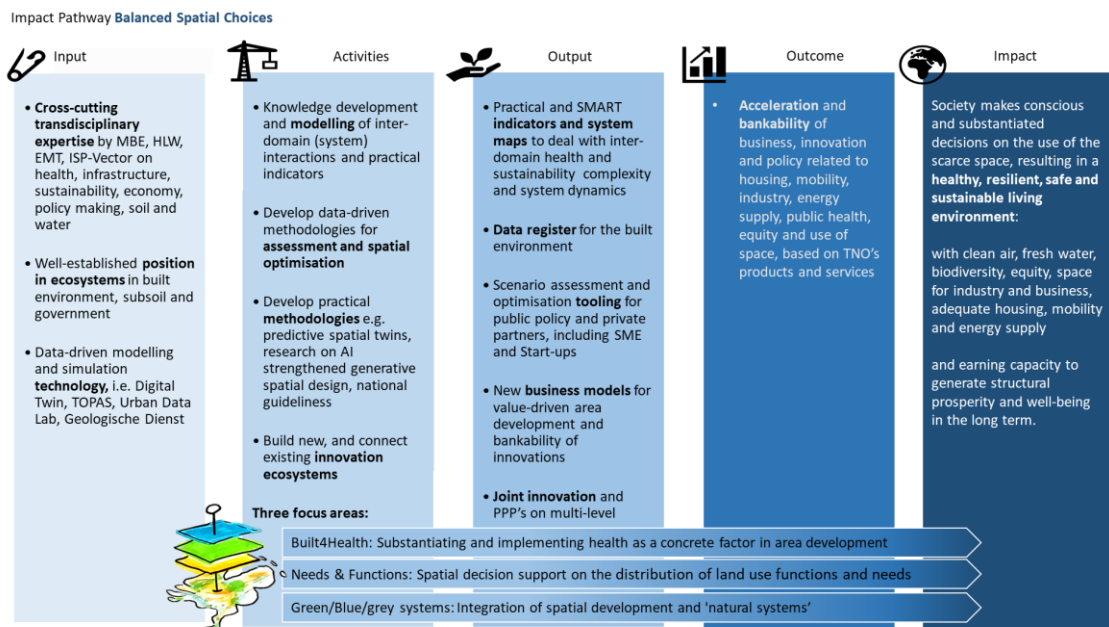 Impact Pathway Balanced Spatial Choices
Input
• Cross-cutting
transdisciplinary
expertise by MBE, HLW,
EMT, ISP-Vector on
health, infrastructure,
sustainability, economy,
policy making, soil and
water
• Well-established position
in ecosystems in built
environment, subsoil and
government
• Data-driven modelling
and simulation
technology, i.e. Digital
Twin, TOPAS, Urban Data
Lab, Geologische Dienst
Activities
• Knowledge development
and modelling of inter-
domain (system)
interactions and practical
indicators
• Develop data-driven
methodologies for
assessment and spatial
optimisation
• Develop practical
methodologies e.g.
predictive spatial twins,
research on AI
strengthened generative
spatial design, national
guideliness
• Build new, and connect
existing innovation
ecosystems
Three focus areas:
Output
• Practical and SMART
indicators and system
maps to deal with inter-
domain health and
sustainability complexity
and system dynamics
• Data register for the built
environment
• Scenario assessment and
optimisation tooling for
public policy and private
partners, including SME
and Start-ups
• New business models for
value-driven area
development and
bankability of
innovations
• Joint innovation and
PPP's on multi-level
Outcome
• Acceleration and
bankability of
business, innovation
and policy related to
housing, mobility,
industry, energy
supply, public health,
equity and use of
space, based on TNO's
products and services
Impact
Society makes conscious
and substantiated
decisions on the use of the
scarce space, resulting in a
healthy, resilient, safe and
sustainable living
environment:
with clean air, fresh water,
biodiversity, equity, space
for industry and business,
adequate housing, mobility
and energy supply
and earning capacity to
generate structural
prosperity and well-being
in the long term.
Built4Health: Substantiating and implementing health as a concrete factor in area development
Needs & Functions: Spatial decision support on the distribution of land use functions and needs
Green/Blue/grey systems: Integration of spatial development and 'natural systems’